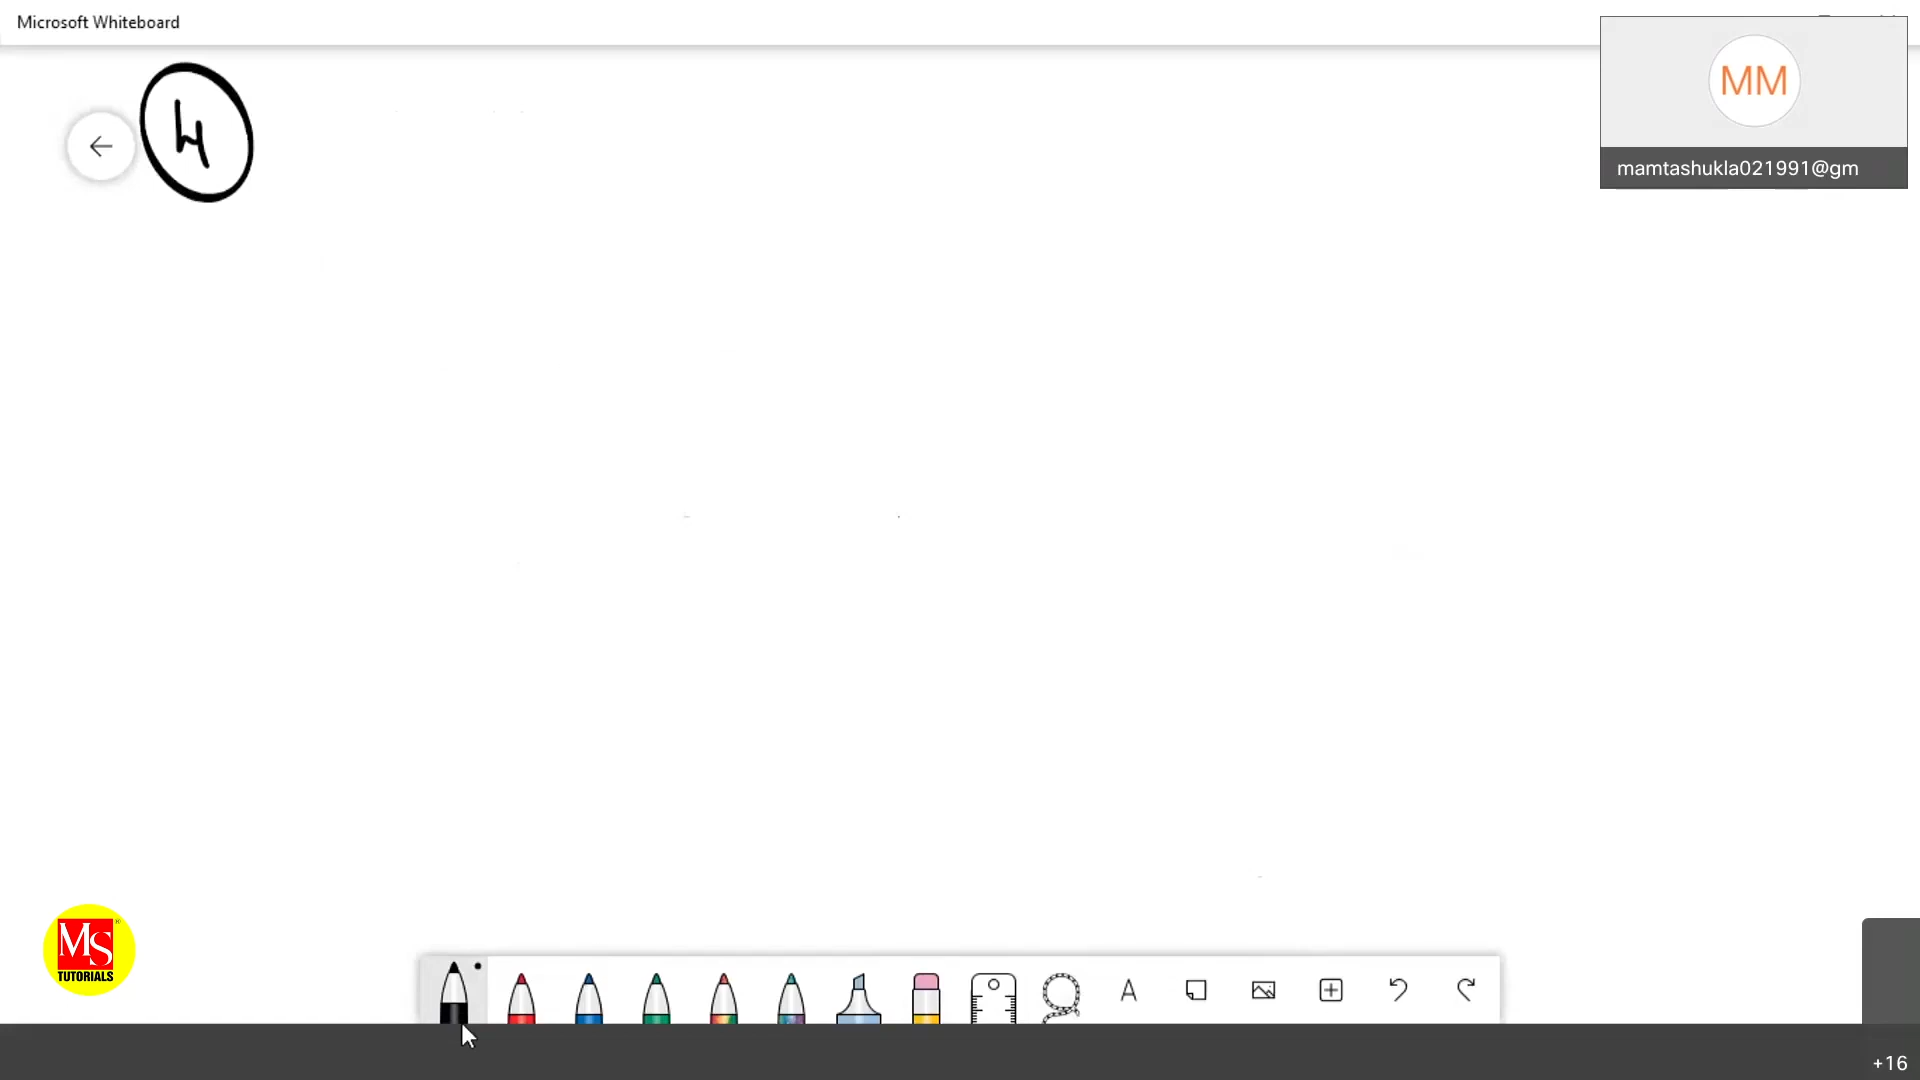 Microsoft Whiteboard
4
MM
mamtashukla021991@gm
MS
TUTORIALS
A
+16